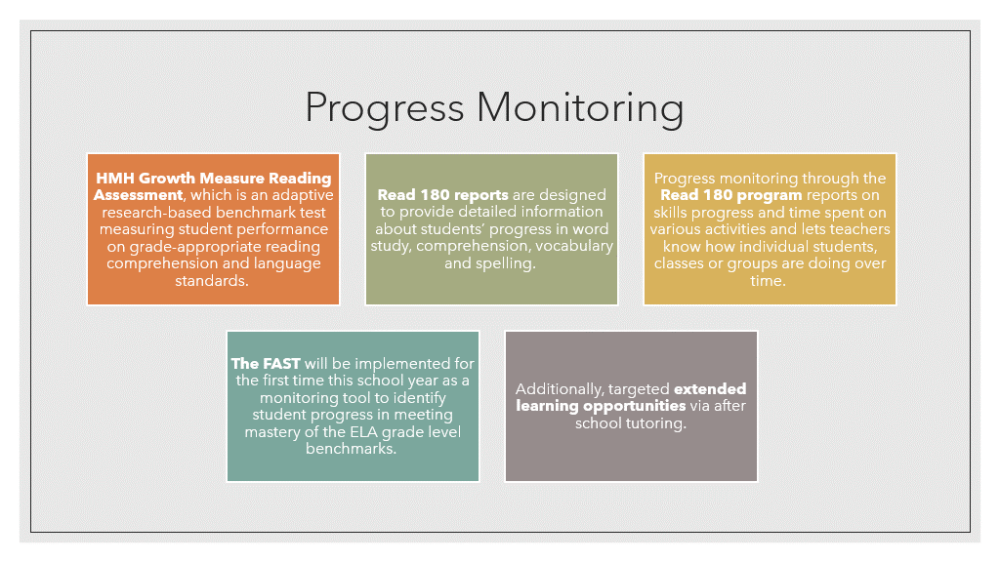 Progress Monitoring
HMH Growth Measure Reading
Assessment, which is an adaptive
research-based benchmark test
measuring student performance
on grade-appropriate reading
comprehension and language
standards.
Read 180 reports are designed
to provide detailed information
about students’ progress in word
study, comprehension, vocabulary
and spelling.
Progress monitoring through the
Read 180 program reports on
skills progress and time spent on
various activities and lets teachers
know how individual students,
classes or groups are doing over
time.
The FAST will be implemented for
the first time this school year as a
monitoring tool to identify
student progress in meeting
mastery of the ELA grade level
benchmarks.
Additionally, targeted extended
learning opportunities via after
school tutoring.